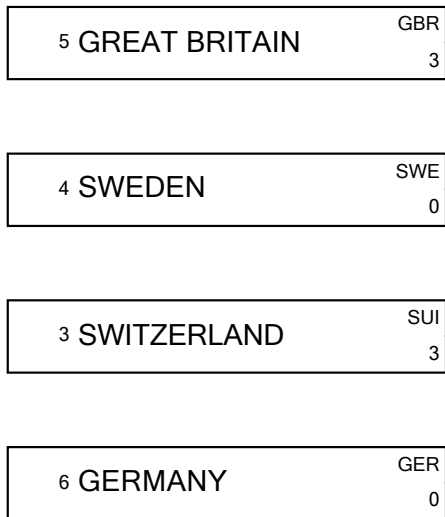 5 GREAT BRITAIN GBR
3
4 SWEDEN SWE
0
3 SWITZERLAND SUI
3
6 GERMANY GER
0